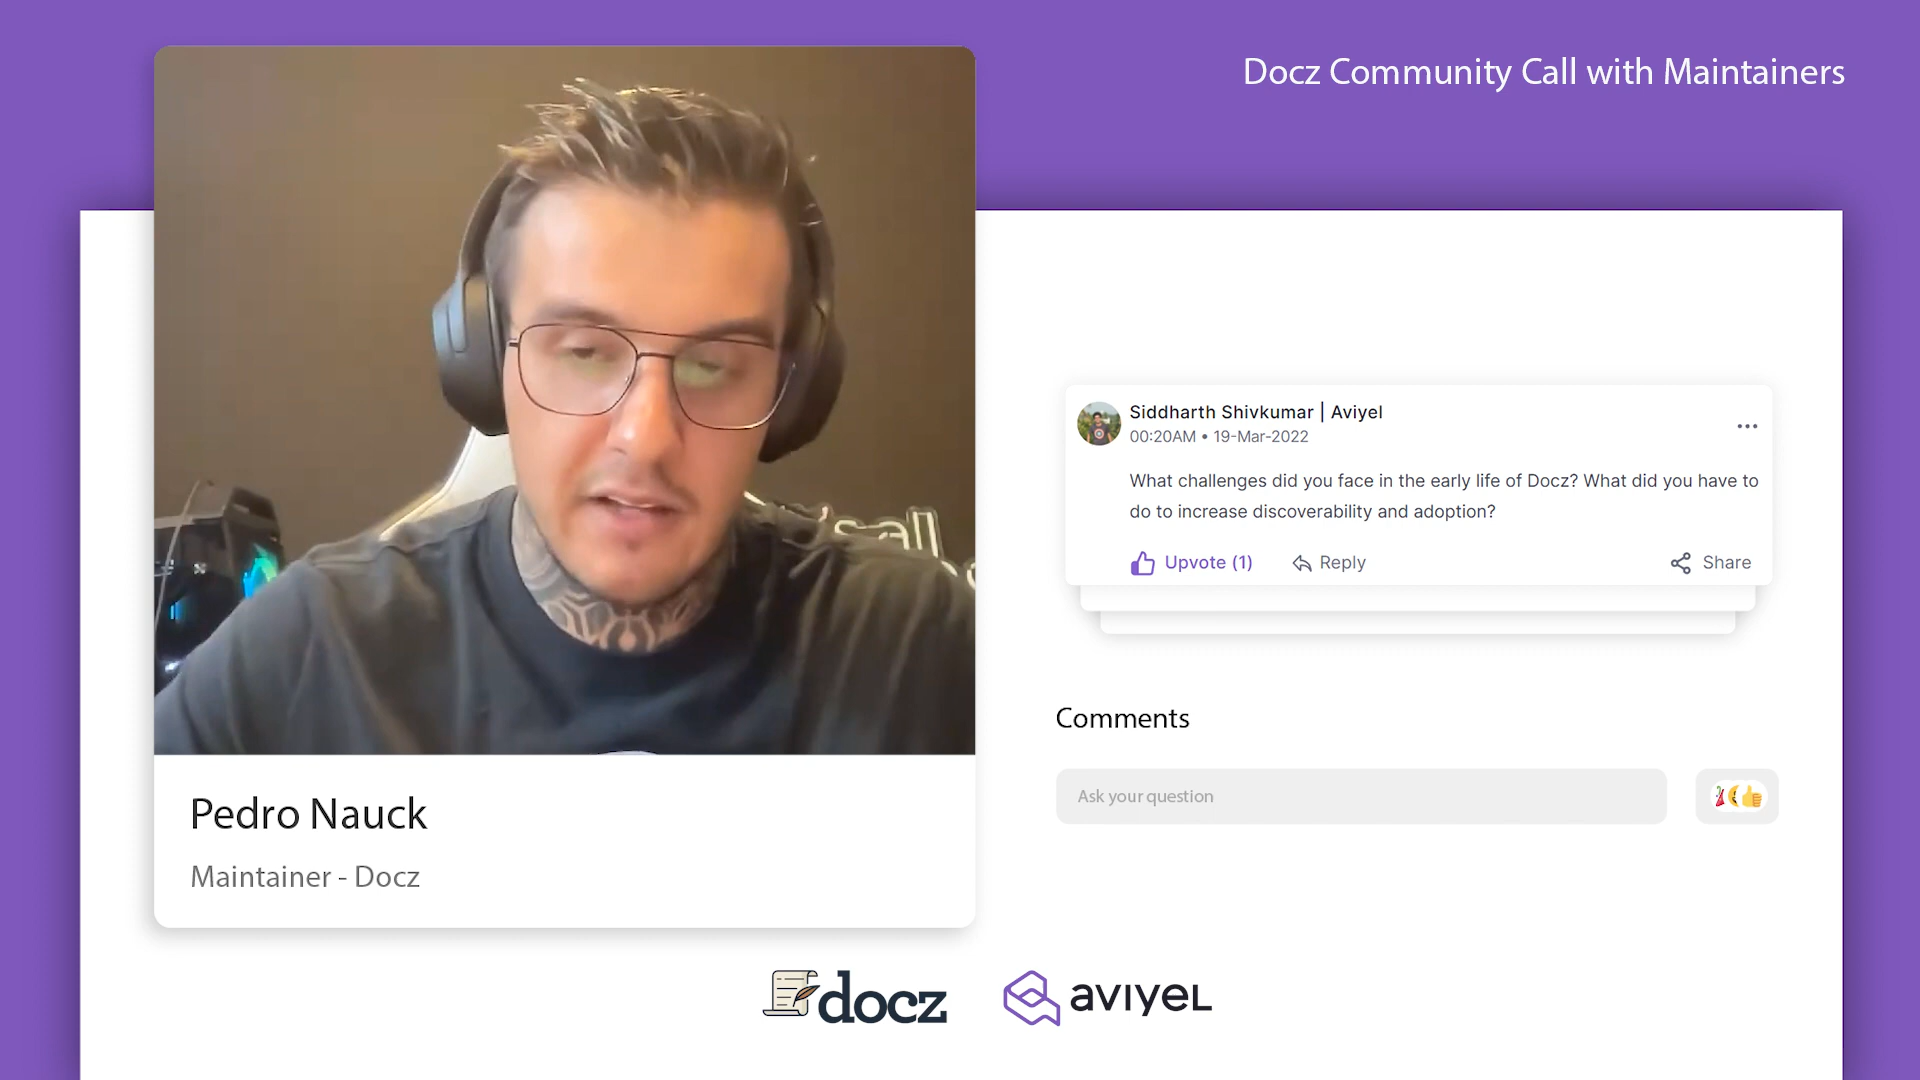 Docz Community Call with Maintainers
Siddharth Shivkumar | Aviyel
00:20AM • 19-Mar-2022
What challenges did you face in the early life of Docz? What did you have to
do to increase discoverability and adoption?
Upvote (1)
Reply
Share
Comments
Ask your question
Pedro Nauck
Maintainer - Docz
docz
aviyel